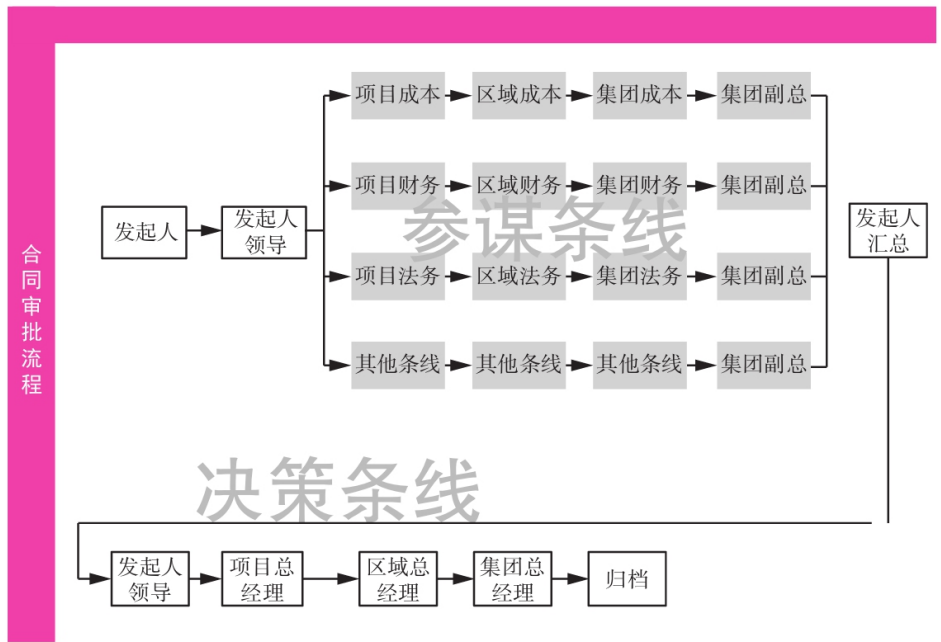 合同审批流程
项目成本 区域成本 集团成本 集团副总
项目财务 区域财务 集团财务 集团副总
参谋条线
发起人
发起人
领导
发起人
汇总
项目法务 区域法务 集团法务 集团副总
其他条线 其他条线 其他条线 集团副总
决策条线
发起人
领导
项目总
经理
区域总
经理
集团总
经理
归档